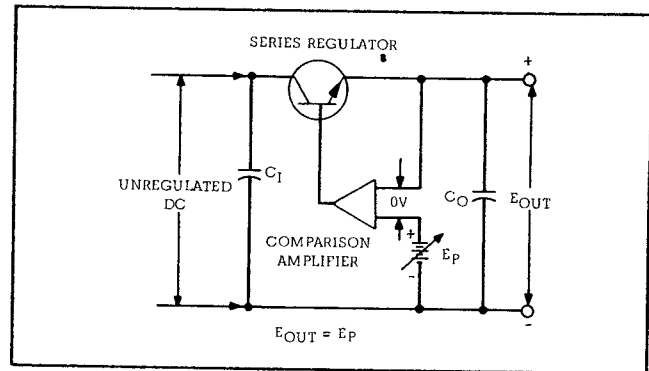 SERIES REGULATOR
+
C_I
UNREGULATED
DC
0V
C_O
E_OUT
COMPARISON
AMPLIFIER
+
E_P
-
-
E_OUT = E_P